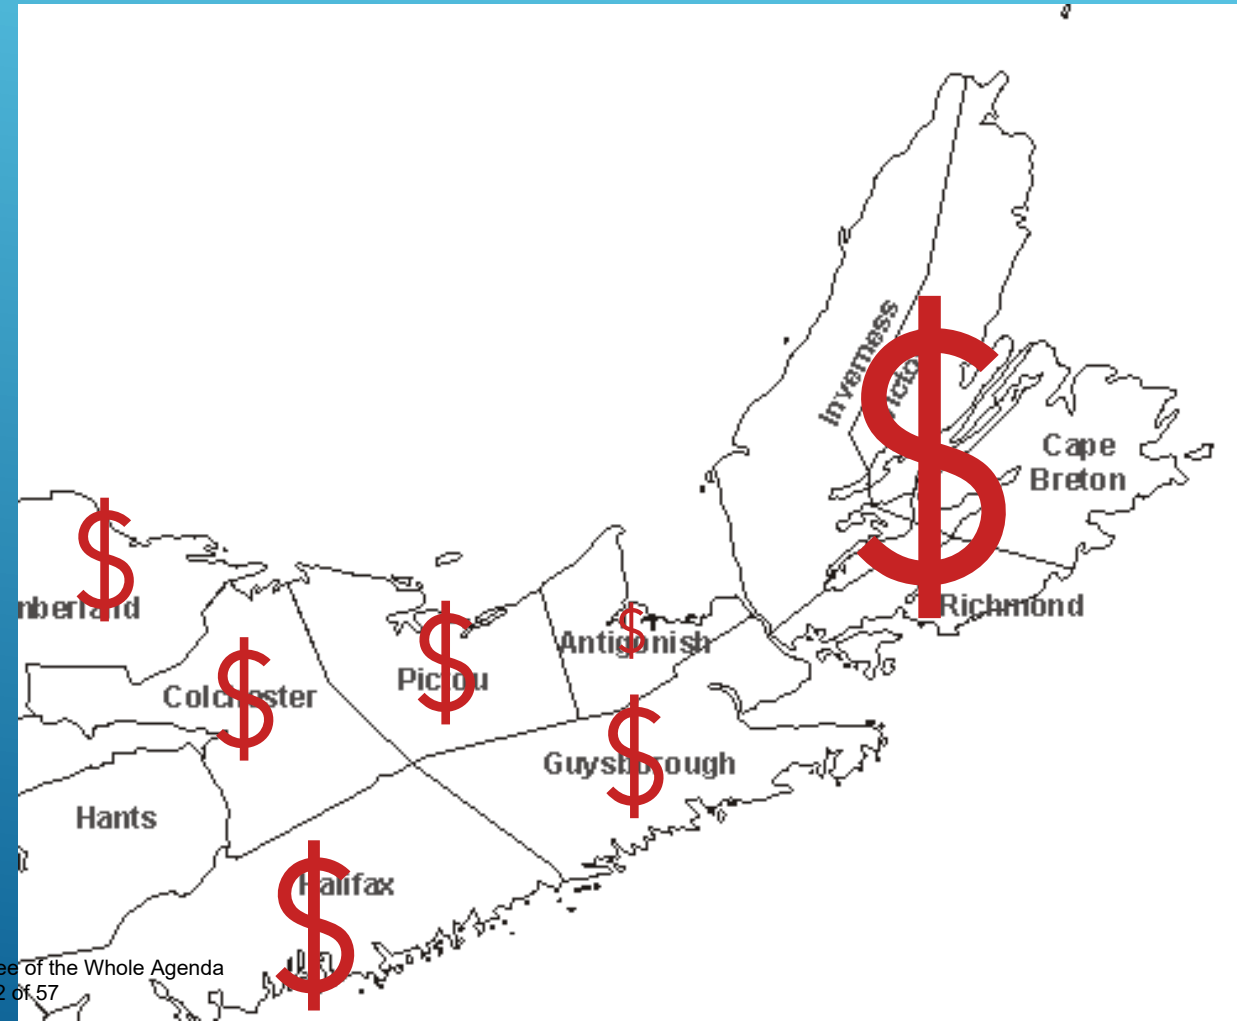 Inverness
Cape
Breton
Richmond
Antigonish
Pictou
Colchester
Guysborough
Hants
Halifax
$
$
$
$
$
$
$
of the Whole Agenda
of 57